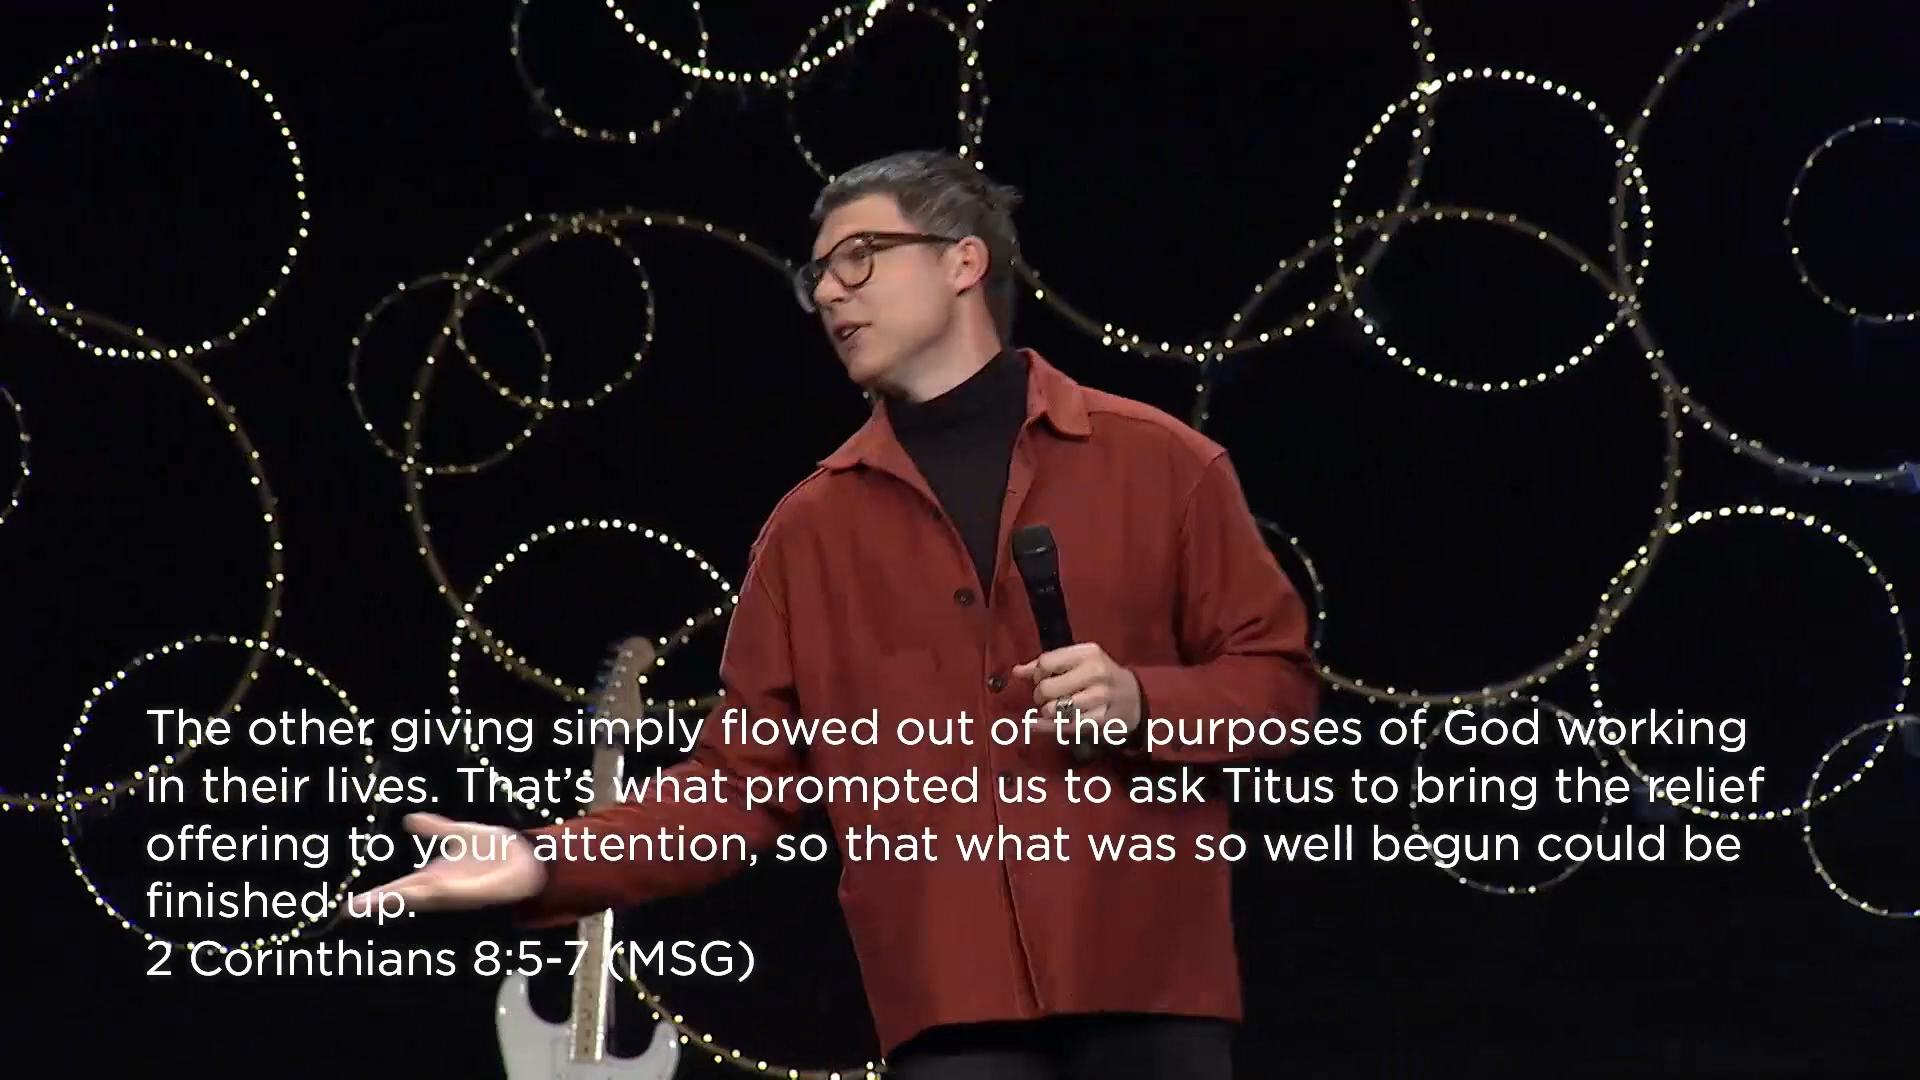 The other giving simply flowed out of the purposes of God working
in their lives. That’s what prompted us to ask Titus to bring the relief
offering to your attention, so that what was so well begun could be
finished up.
2 Corinthians 8:5-7 (MSG)